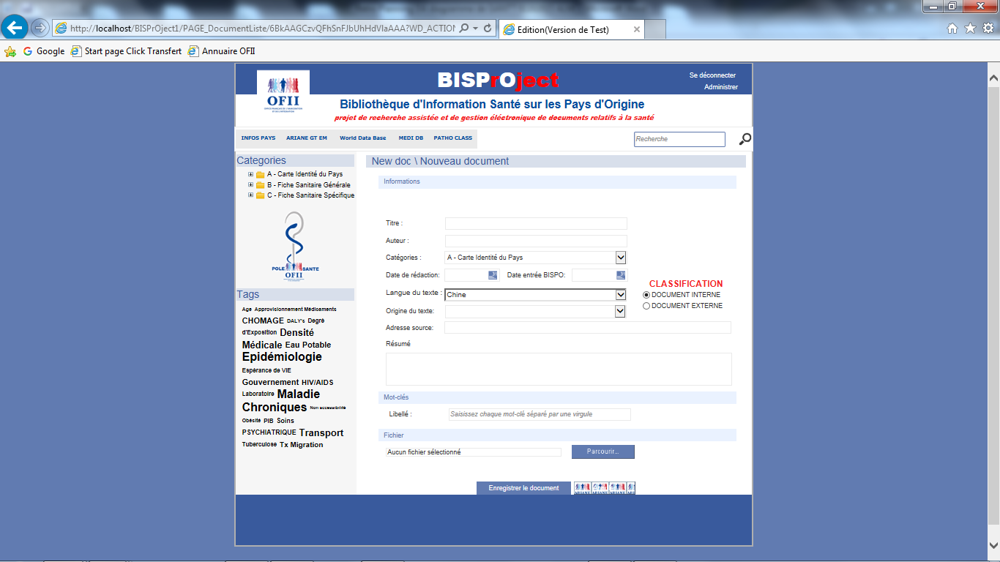 http://localhost/BISPrOject1/PAGE_DocumentListe/6BkAAGCzvQFhSnFJbUhHdVlaAAA?WD_ACTION
Edition(Version de Test)
Google
Start page Click Transfert
Annuaire OFII
OFII
BISPrOject
Se déconnecter
Administrer
Bibliothèque d'Information Santé sur les Pays d'Origine
projet de recherche assistée et de gestion éléctronique de documents relatifs à la santé
INFOS PAYS ARIANE GT EM World Data Base MEDI DB PATHO CLASS
Recherche
Categories
A - Carte Identité du Pays
B - Fiche Sanitaire Générale
C - Fiche Sanitaire Spécifique
POLE SANTE
OFII
Tags
Age Approvisionnement Médicaments
CHOMAGE DALY's Degré
d'Exposition Densité
Médicale Eau Potable
Epidémiologie
Espérance de VIE
Gouvernement HIV/AIDS
Laboratoire Maladie
Chroniques Non accessibilité
Obésité PIB Soins
PSYCHIATRIQUE Transport
Tuberculose Tx Migration
New doc \ Nouveau document
Informations
Titre :
Auteur :
Catégories : A - Carte Identité du Pays
Date de rédaction: Date entrée BISPO:
Langue du texte : Chine
Origine du texte:
Adresse source:
CLASSIFICATION
DOCUMENT INTERNE
DOCUMENT EXTERNE
Résumé
Mot-clés
Libellé : Saisissez chaque mot-clé séparé par une virgule
Fichier
Aucun fichier sélectionné Parcourir...
Enregistrer le document